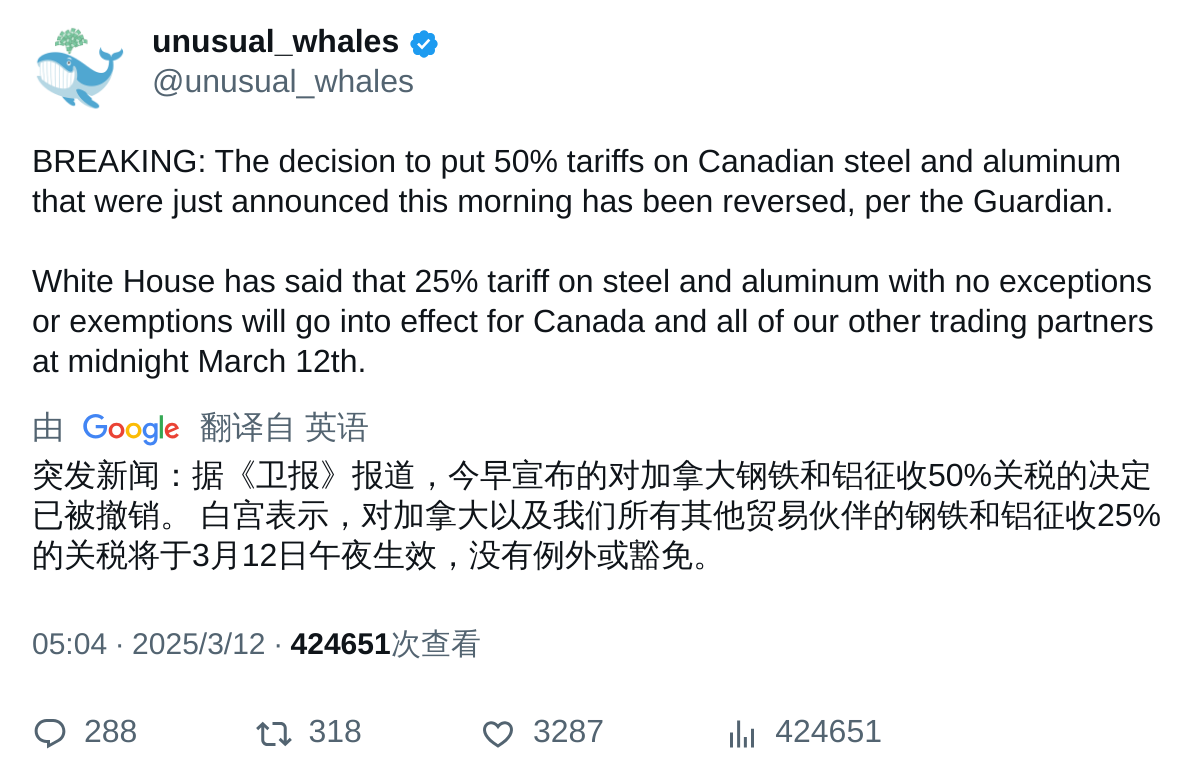 unusual_whales
@unusual_whales
BREAKING: The decision to put 50% tariffs on Canadian steel and aluminum
that were just announced this morning has been reversed, per the Guardian.
White House has said that 25% tariff on steel and aluminum with no exceptions
or exemptions will go into effect for Canada and all of our other trading partners
at midnight March 12th.
由 Google 翻译自 英语
突发新闻：据《卫报》报道，今早宣布的对加拿大钢铁和铝征收50%关税的决定
已被撤销。 白宫表示，对加拿大以及我们所有其他贸易伙伴的钢铁和铝征收25%
的关税将于3月12日午夜生效，没有例外或豁免。
05:04 · 2025/3/12 · 424651次查看
288 318 3287 424651